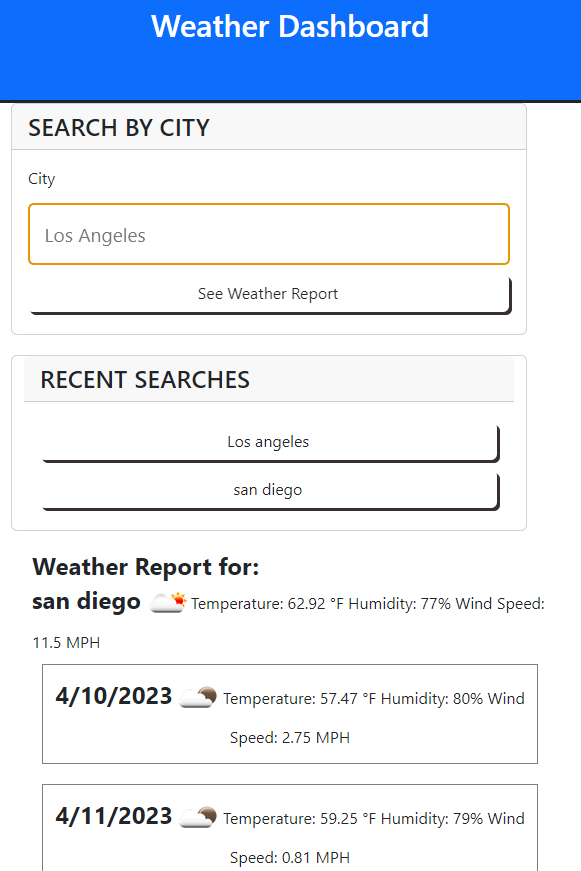 Weather Dashboard
SEARCH BY CITY
City
Los Angeles
See Weather Report
RECENT SEARCHES
Los angeles
san diego
Weather Report for:
san diego Temperature: 62.92 °F Humidity: 77% Wind Speed:
11.5 MPH
4/10/2023 Temperature: 57.47 °F Humidity: 80% Wind
Speed: 2.75 MPH
4/11/2023 Temperature: 59.25 °F Humidity: 79% Wind
Speed: 0.81 MPH